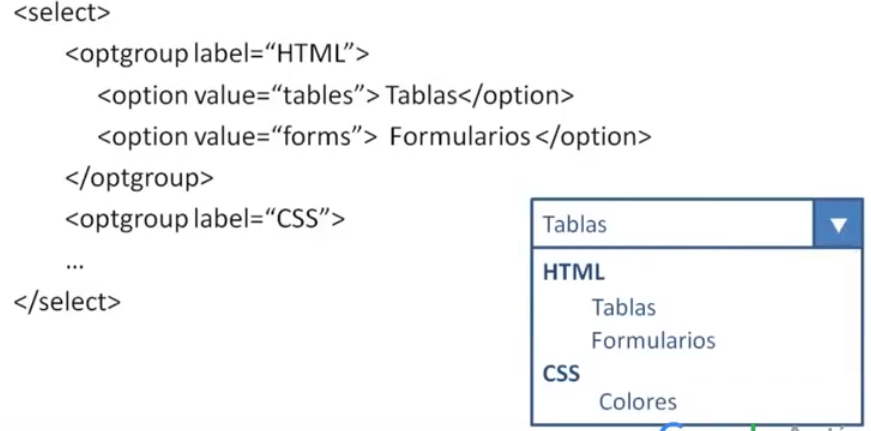 <select>
<optgroup label=“HTML”>
<option value=“tables”> Tablas</option>
<option value=“forms”> Formularios </option>
</optgroup>
<optgroup label=“CSS”>
...
</select>
Tablas
HTML
Tablas
Formularios
CSS
Colores